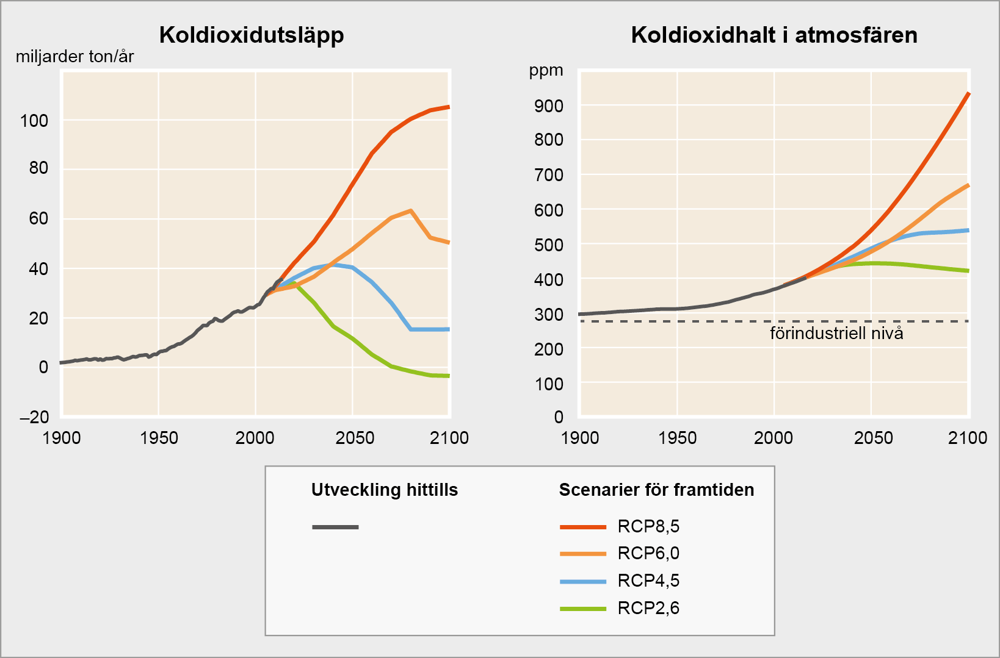 Koldioxidutsläpp
miljarder ton/år
100
80
60
40
20
0
–20
1900 1950 2000 2050 2100
Koldioxidhalt i atmosfären
ppm
900
800
700
600
500
400
300
200
100
0
förindustriell nivå
1900 1950 2000 2050 2100
Utveckling hittills
Scenarier för framtiden
RCP8,5
RCP6,0
RCP4,5
RCP2,6